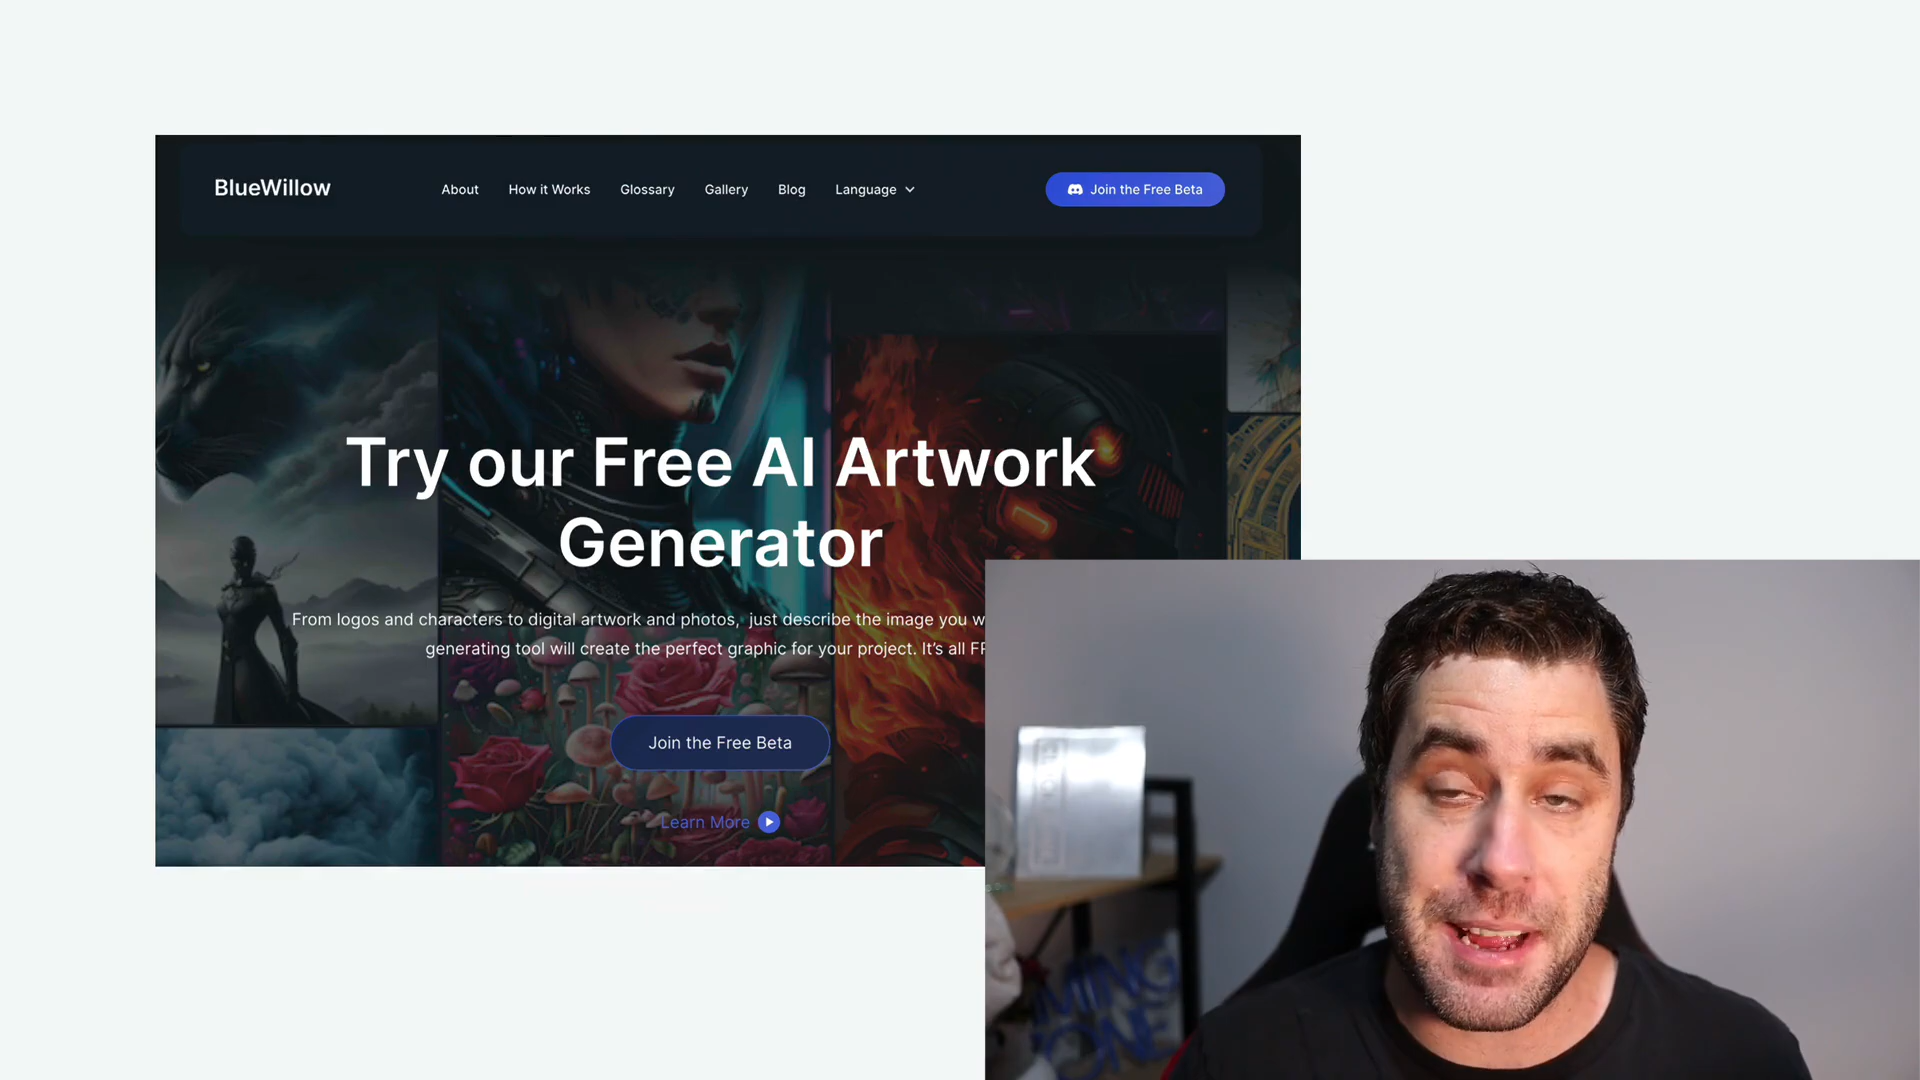 BlueWillow
About
How it Works
Glossary
Gallery
Blog
Language
Join the Free Beta
Try our Free AI Artwork
Generator
From logos and characters to digital artwork and photos, just describe the image you
generating tool will create the perfect graphic for your project. It's all
Join the Free Beta
Learn More